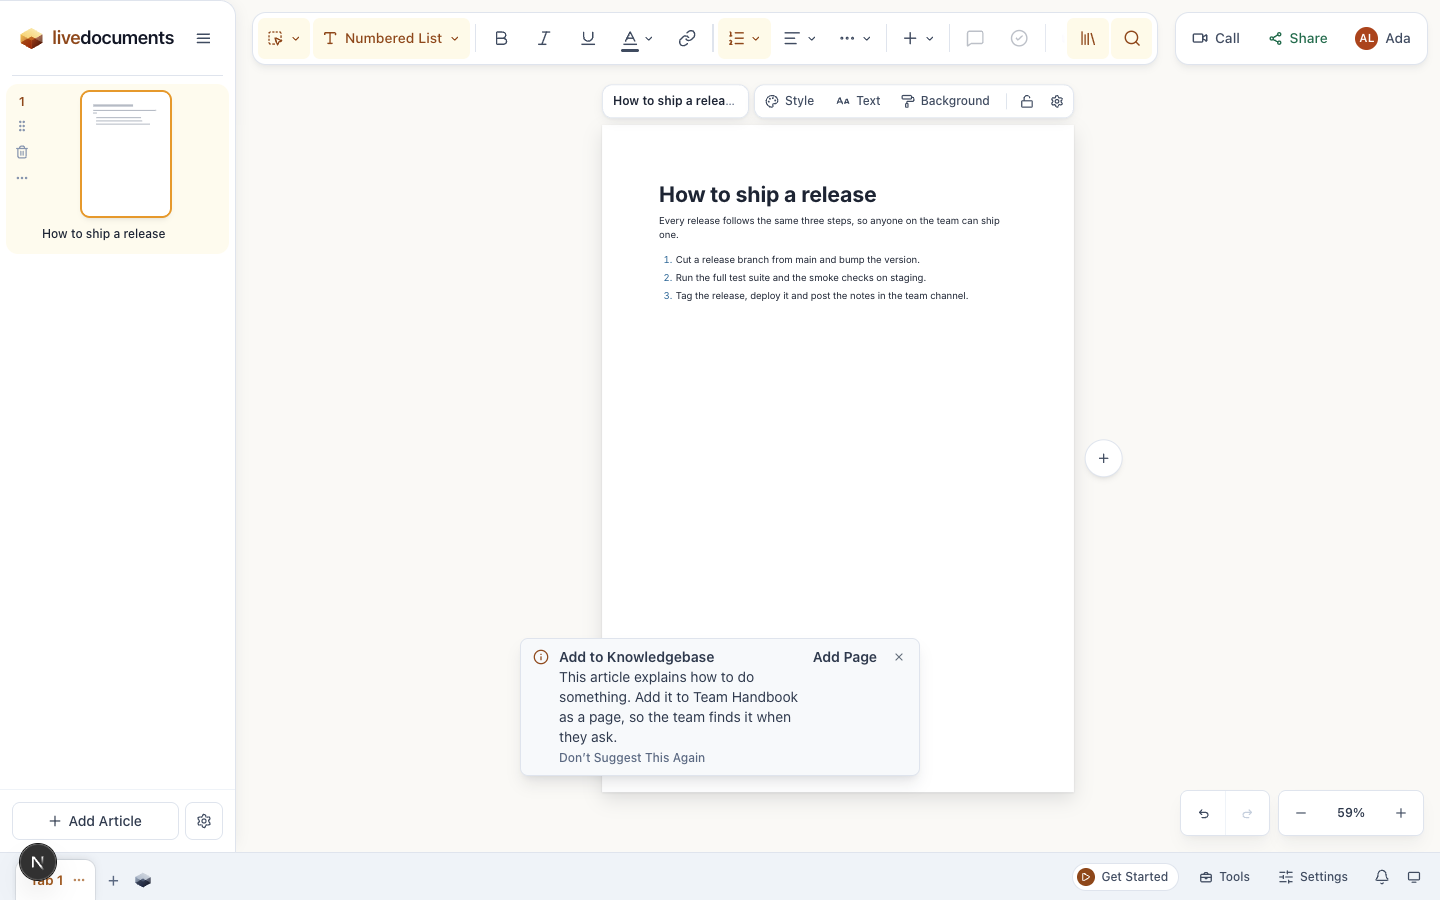 livedocuments
Numbered List
Call
Share
AL
Ada
1
How to ship a release
How to ship a relea...
Style
Text
Background
How to ship a release
Every release follows the same three steps, so anyone on the team can ship
one.
1. Cut a release branch from main and bump the version.
2. Run the full test suite and the smoke checks on staging.
3. Tag the release, deploy it and post the notes in the team channel.
Add to Knowledgebase
Add Page
This article explains how to do
something. Add it to Team Handbook
as a page, so the team finds it when
they ask.
Don't Suggest This Again
Add Article
59%
N
Tab 1
Get Started
Tools
Settings